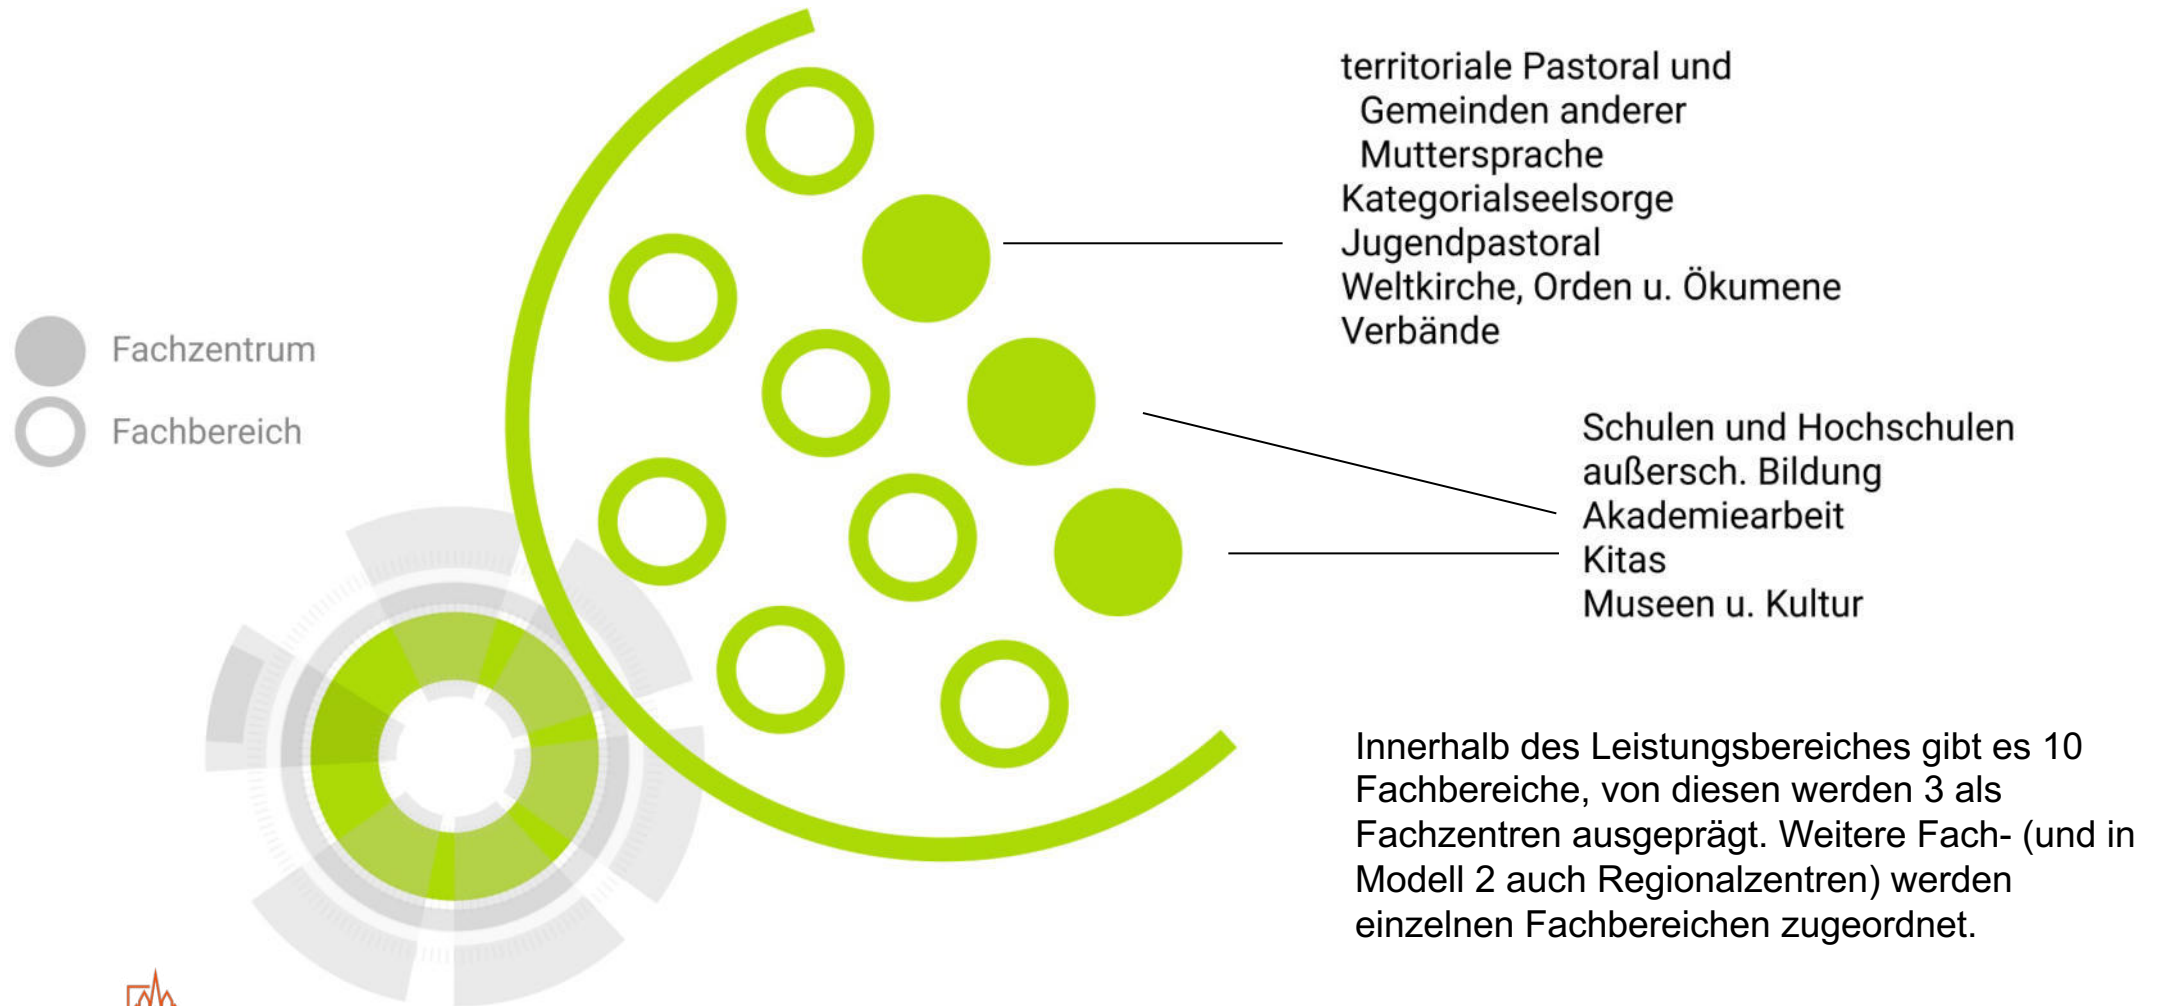 territoriale Pastoral und
Gemeinden anderer
Muttersprache
Kategorialseelsorge
Jugendpastoral
Weltkirche, Orden u. Ökumene
Verbände
Fachzentrum
Fachbereich
Schulen und Hochschulen
außersch. Bildung
Akademiearbeit
Kitas
Museen u. Kultur
Innerhalb des Leistungsbereiches gibt es 10
Fachbereiche, von diesen werden 3 als
Fachzentren ausgeprägt. Weitere Fach- (und in
Modell 2 auch Regionalzentren) werden
einzelnen Fachbereichen zugeordnet.